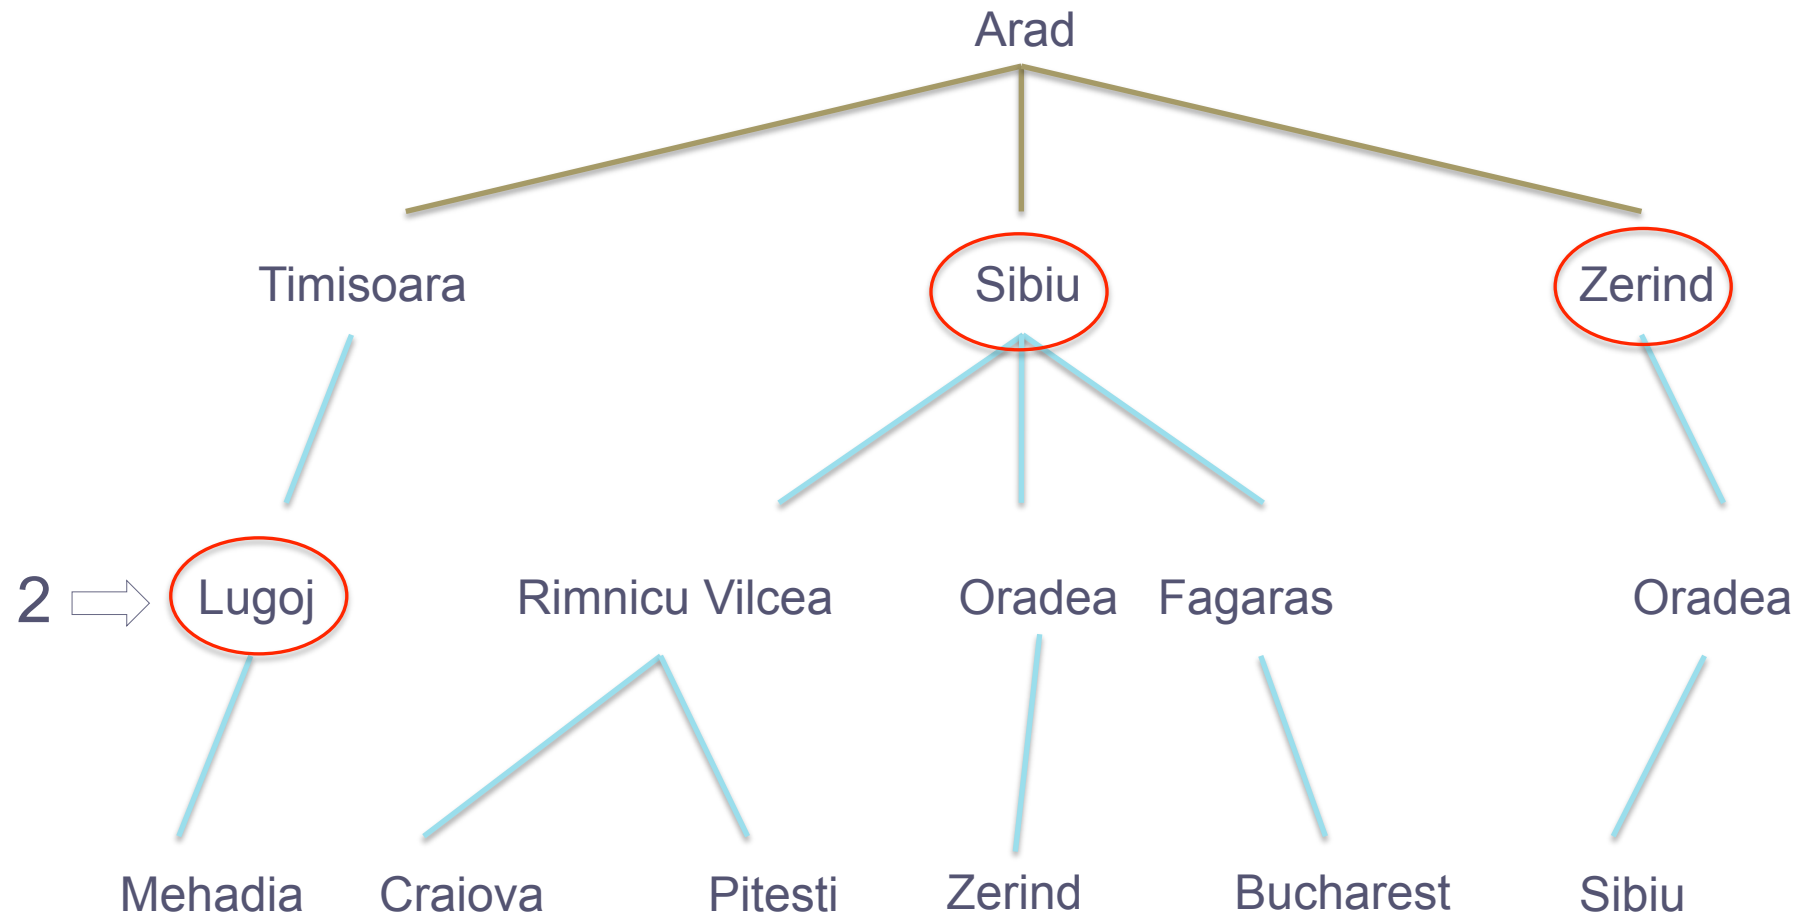 Arad
Timisoara Sibiu Zerind
2 Lugoj Rimnicu Vilcea Oradea Fagaras Oradea
Mehadia Craiova Pitesti Zerind Bucharest Sibiu